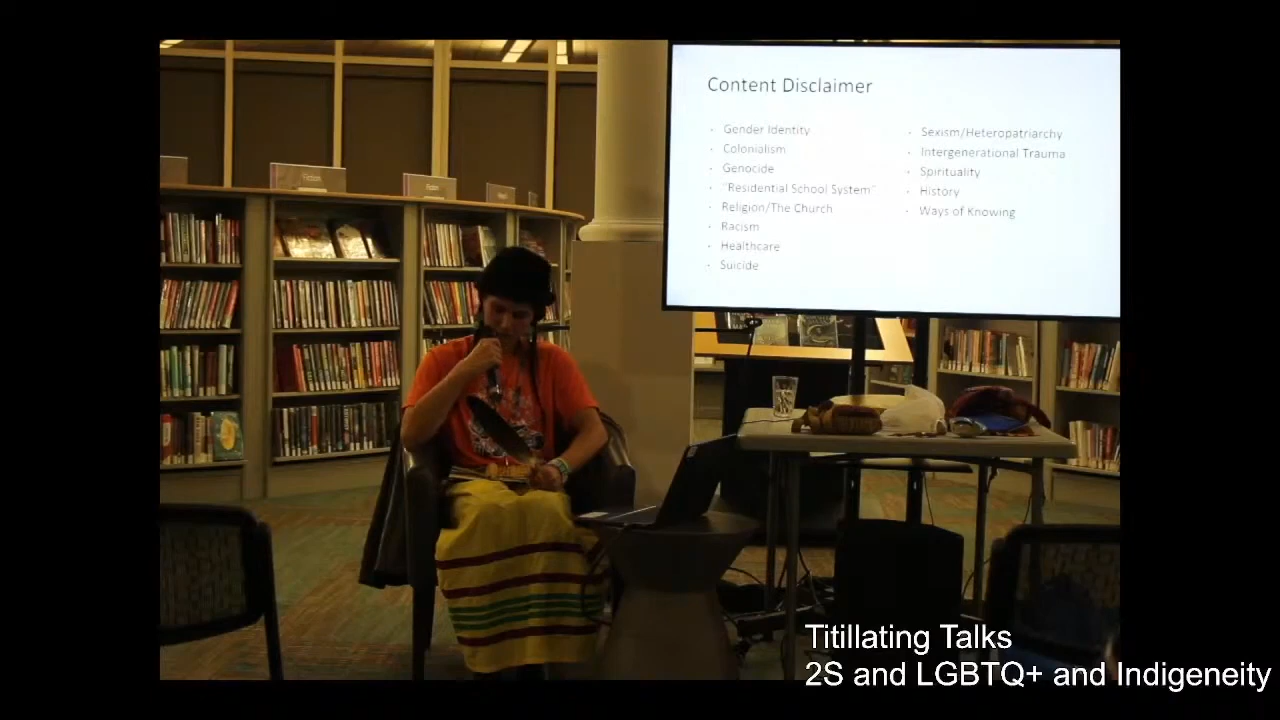 Content Disclaimer
· Gender Identity
· Colonialism
· Genocide
· "Residential School System"
· Religion/The Church
· Racism
· Healthcare
· Suicide
· Sexism/Heteropatriarchy
· Intergenerational Trauma
· Spirituality
· History
· Ways of Knowing
Titillating Talks
2S and LGBTQ+ and Indigeneity